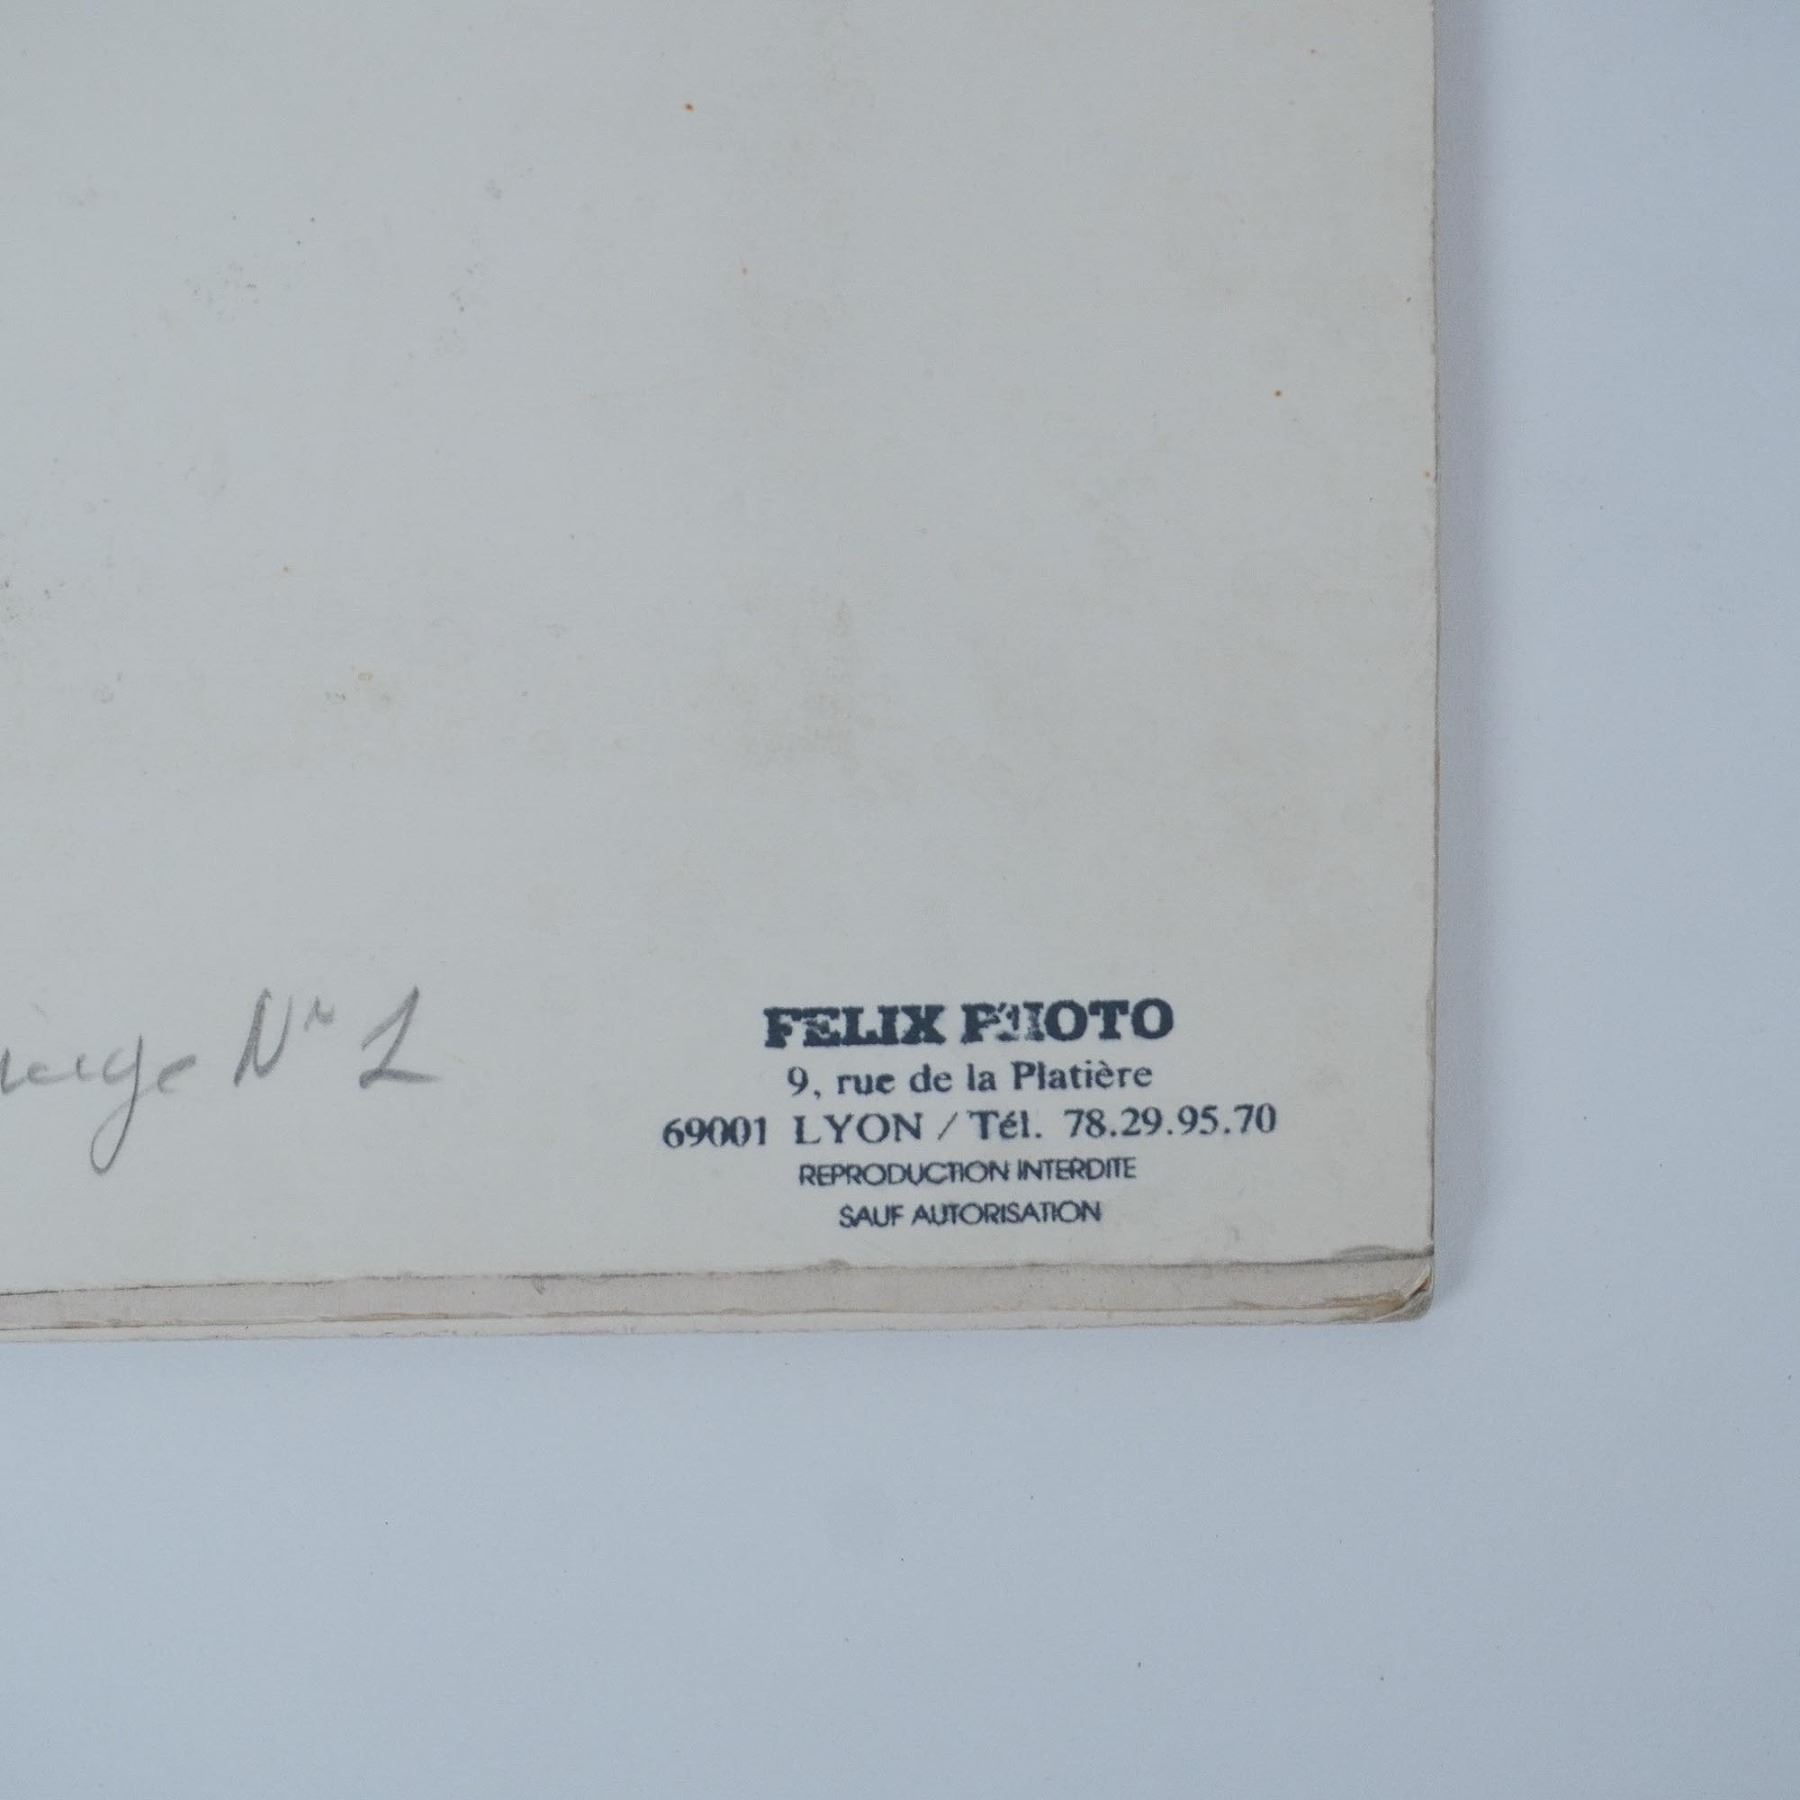 Nr 1
FELIX PHOTO
9, rue de la Platière
69001 LYON / Tél. 78.29.95.70
REPRODUCTION INTERDITE
SAUF AUTORISATION